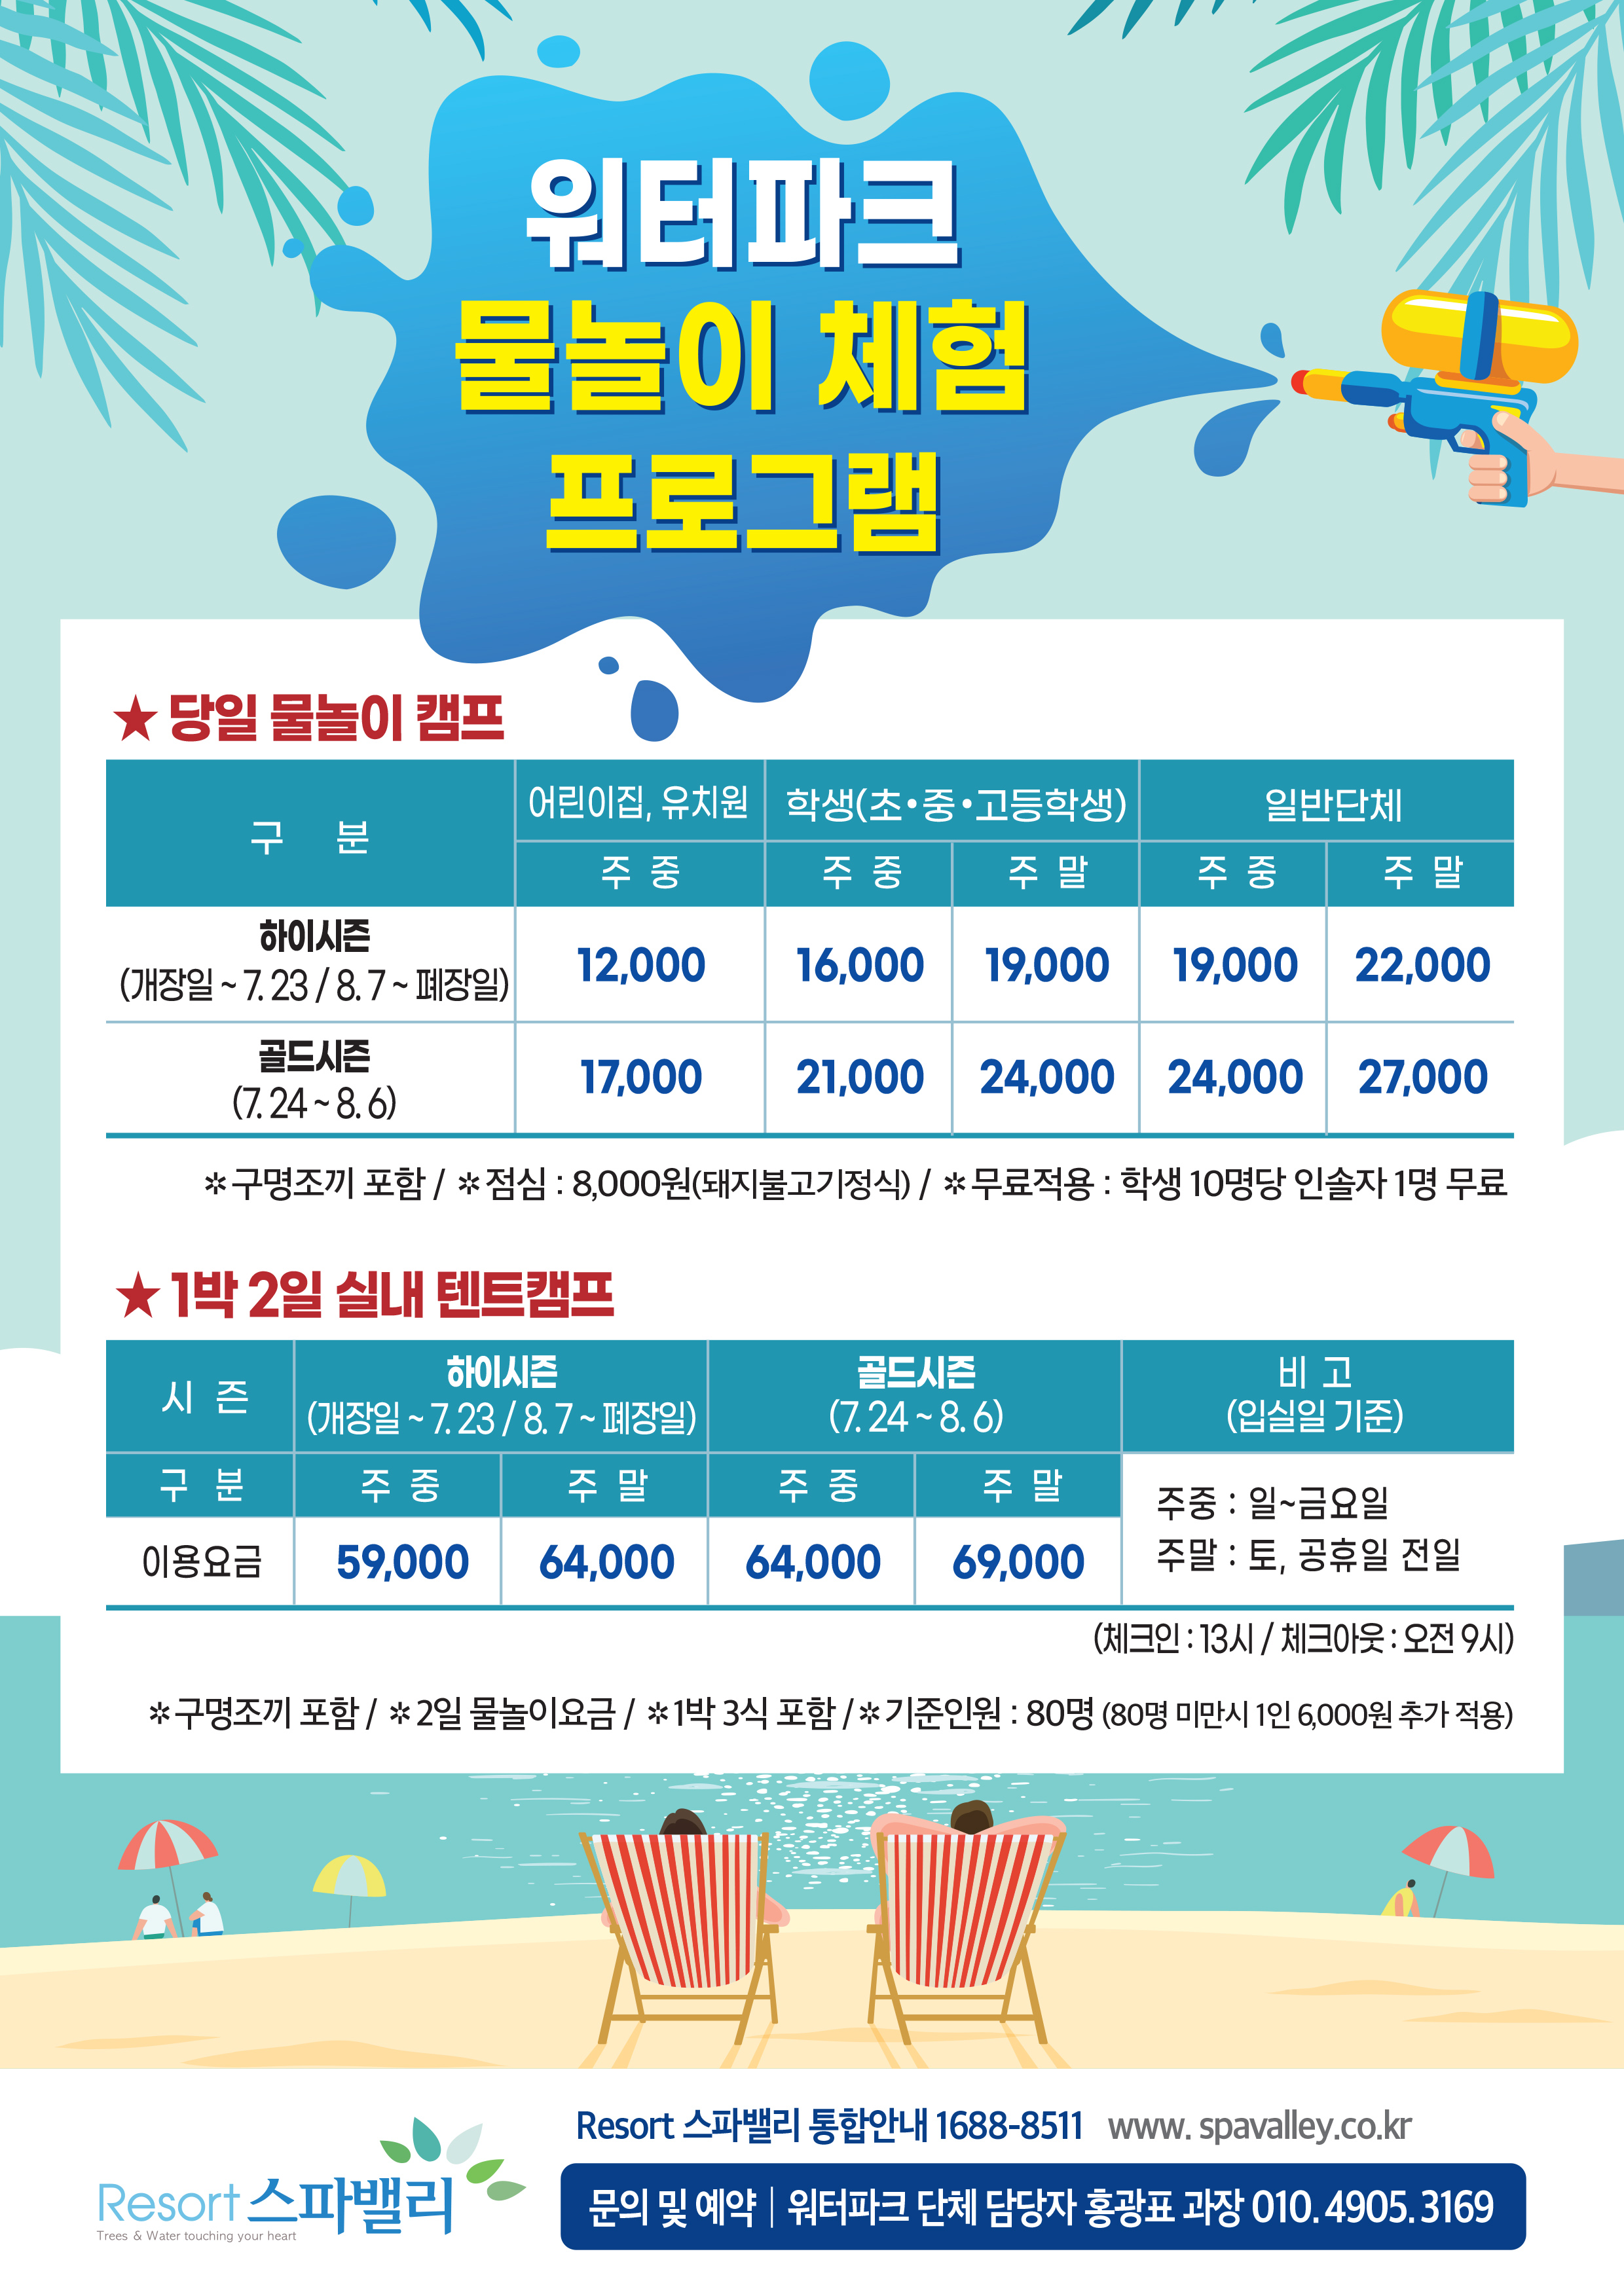 워터파크
물놀이 체험
프로그램
★ 당일 물놀이 캠프
구 분
어린이집, 유치원
학생(초•중•고등학생)
일반단체
주 중
주 중
주 말
주 중
주 말
하이시즌
(개장일 ~ 7. 23 / 8. 7 ~ 폐장일)
12,000
16,000
19,000
19,000
22,000
골드시즌
(7. 24 ~ 8. 6)
17,000
21,000
24,000
24,000
27,000
＊구명조끼 포함 / ＊점심 : 8,000원(돼지불고기정식) / ＊무료적용 : 학생 10명당 인솔자 1명 무료
★ 1박 2일 실내 텐트캠프
시 즌
하이시즌
(개장일 ~ 7. 23 / 8. 7 ~ 폐장일)
골드시즌
(7. 24 ~ 8. 6)
비 고
(입실일 기준)
구 분
주 중
주 말
주 중
주 말
주중 : 일~금요일
주말 : 토, 공휴일 전일
이용요금
59,000
64,000
64,000
69,000
(체크인 : 13시 / 체크아웃 : 오전 9시)
＊구명조끼 포함 / ＊2일 물놀이요금 / ＊1박 3식 포함 /＊기준인원 : 80명 (80명 미만시 1인 6,000원 추가 적용)
Resort 스파밸리 통합안내 1688-8511 www. spavalley.co.kr
Resort 스파밸리
Trees & Water touching your heart
문의 및 예약 | 워터파크 단체 담당자 홍광표 과장 010. 4905. 3169